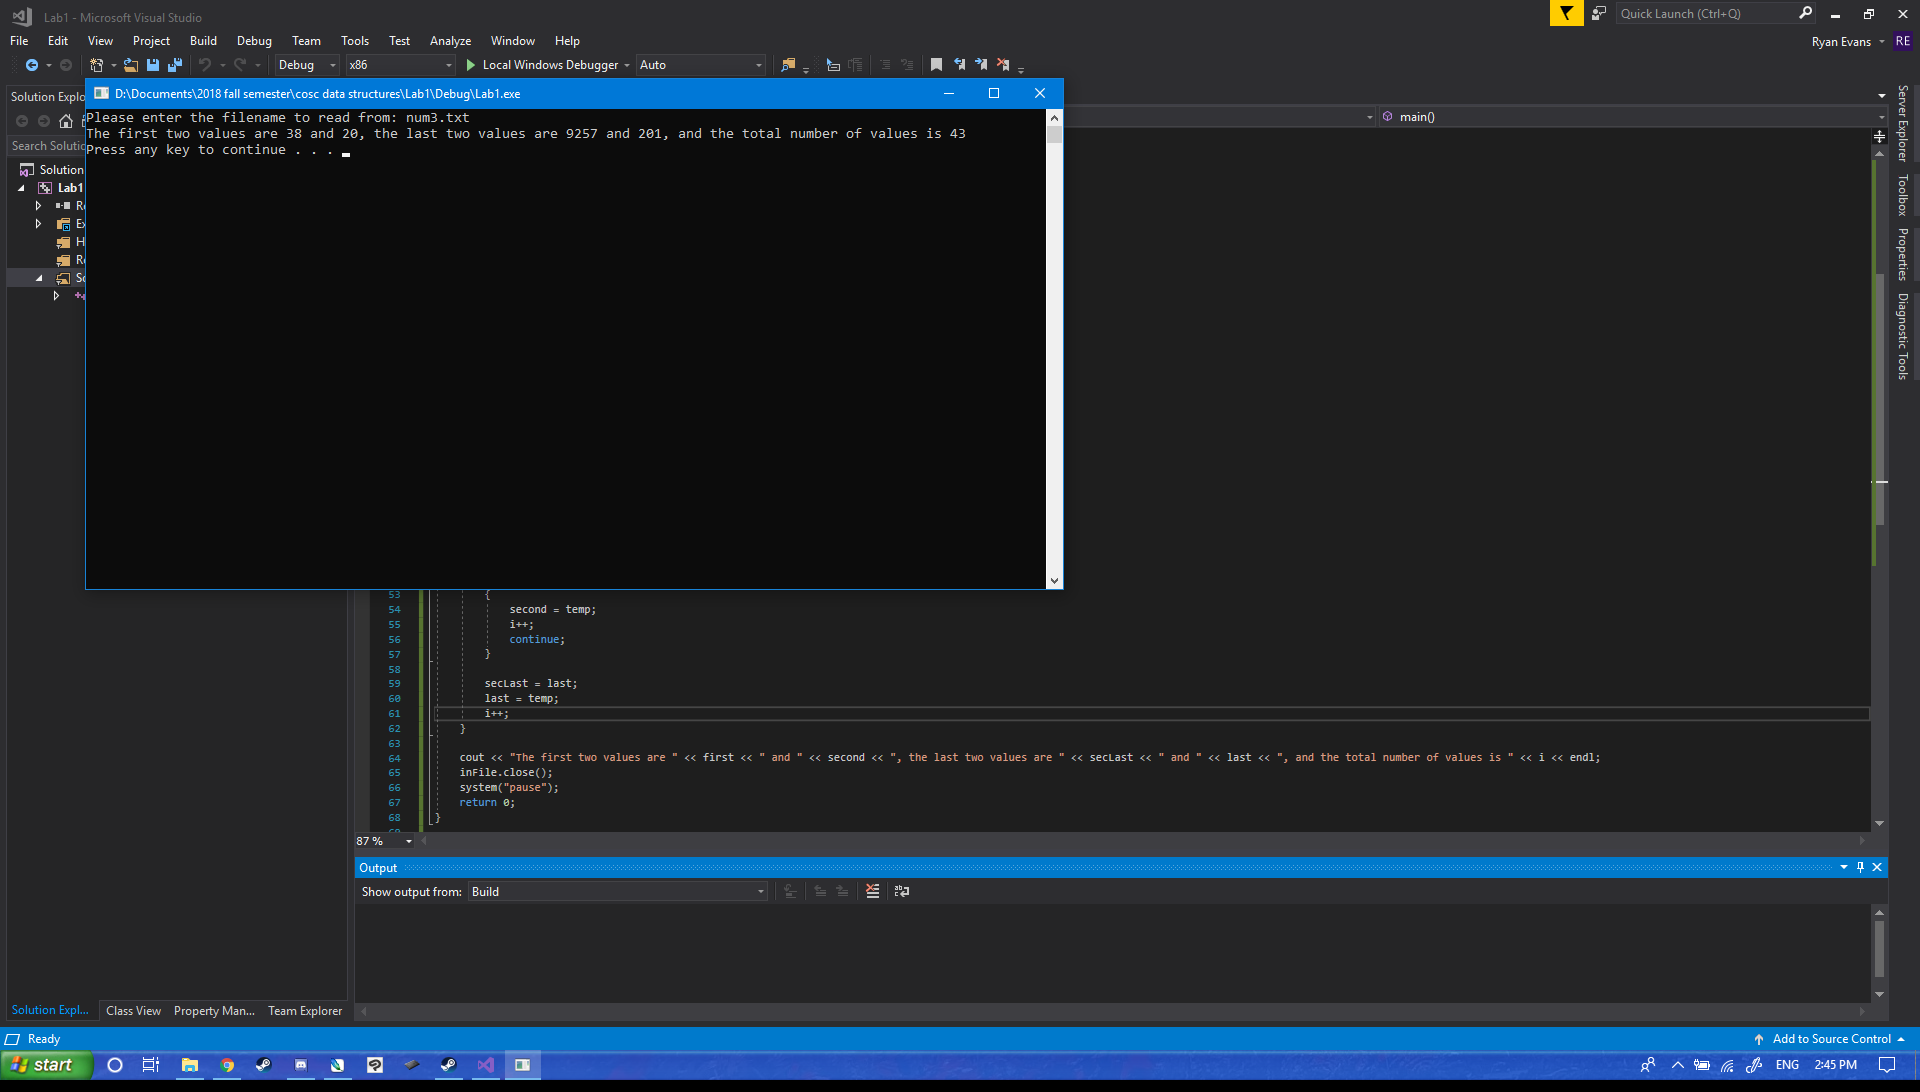 Lab1 - Microsoft Visual Studio
Quick Launch (Ctrl+Q)
File Edit View Project Build Debug Team Tools Test Analyze Window Help
Ryan Evans RE
Debug x86 Local Windows Debugger Auto
Solution Explo
D:\Documents\2018 fall semester\cosc data structures\Lab1\Debug\Lab1.exe
Please enter the filename to read from: num3.txt
The first two values are 38 and 20, the last two values are 9257 and 201, and the total number of values is 43
Press any key to continue . . .
main()
Search Solutio
Solution
Lab1
Re
Ex
H
Re
So
Server Explorer
Toolbox
Properties
Diagnostic Tools
53 {
54 second = temp;
55 i++;
56 continue;
57 }
58
59 secLast = last;
60 last = temp;
61 i++;
62 }
63
64 cout << "The first two values are " << first << " and " << second << ", the last two values are " << secLast << " and " << last << ", and the total number of values is " << i << endl;
65 inFile.close();
66 system("pause");
67 return 0;
68 }
69
87 %
Output
Show output from: Build
Solution Expl... Class View Property Man... Team Explorer
Ready
Add to Source Control
start
ENG 2:45 PM